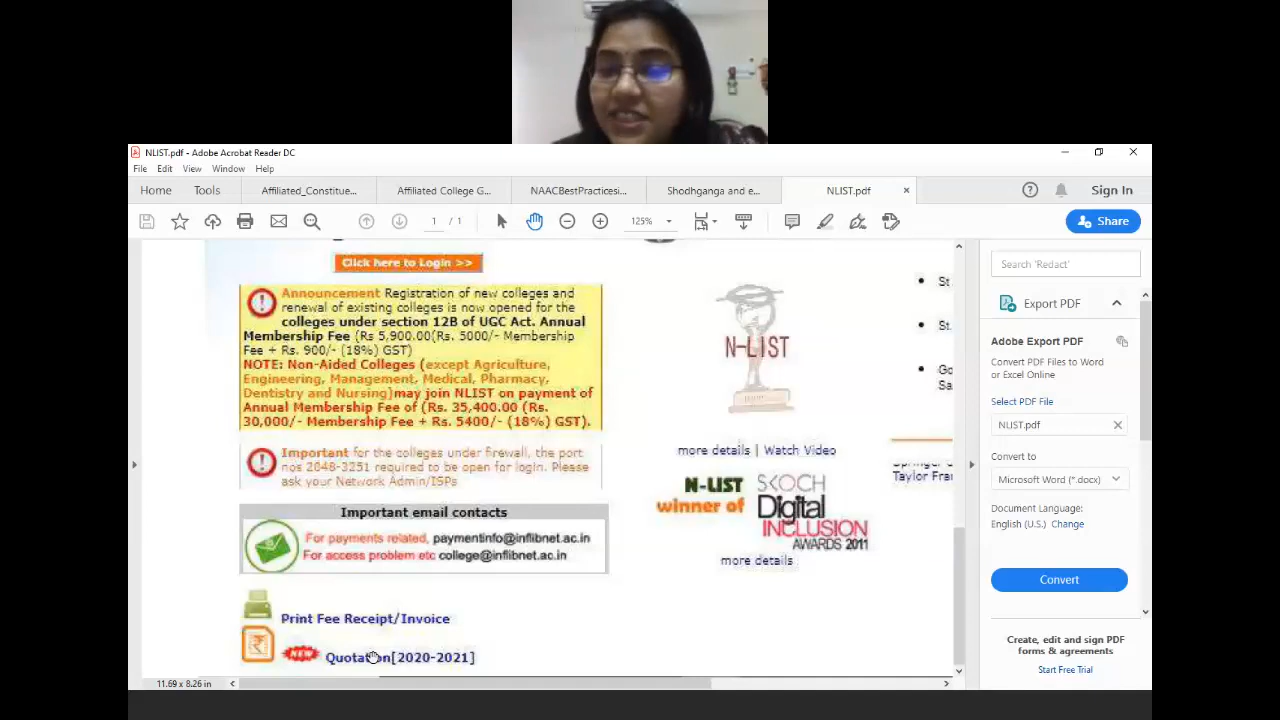 NLIST.pdf - Adobe Acrobat Reader DC
File Edit View Window Help
Home Tools Affiliated_Constitue... Affiliated College G... NAACBestPracticesi... Shodhganga and e... NLIST.pdf × Sign In
1 / 1 125% Share
Click here to Login >>
Announcement Registration of new colleges and
renewal of existing colleges is now opened for the
colleges under section 12B of UGC Act. Annual
Membership Fee (Rs 5,900.00(Rs. 5000/- Membership
Fee + Rs. 900/- (18%) GST)
NOTE: Non-Aided Colleges (except Agriculture,
Engineering, Management, Medical, Pharmacy,
Dentistry and Nursing)may join NLIST on payment of
Annual Membership Fee of (Rs. 35,400.00 (Rs.
30,000/- Membership Fee + Rs. 5400/- (18%) GST).
Important for the colleges under firewall, the port
nos 2048-3251 required to be open for login. Please
ask your Network Admin/ISPs
Important email contacts
For payments related, paymentinfo@inflibnet.ac.in
For access problem etc college@inflibnet.ac.in
Print Fee Receipt/Invoice
NEW Quotation[2020-2021]
N-LIST
more details | Watch Video
N-LIST
winner of
SKOCH
Digital
INCLUSION
AWARDS 2011
more details
St
St.
Go
Sa
Taylor Fran
11.69 x 8.26 in
Search 'Redact'
Export PDF
Adobe Export PDF
Convert PDF Files to Word
or Excel Online
Select PDF File
NLIST.pdf ×
Convert to
Microsoft Word (*.docx)
Document Language:
English (U.S.) Change
Convert
Create, edit and sign PDF
forms & agreements
Start Free Trial